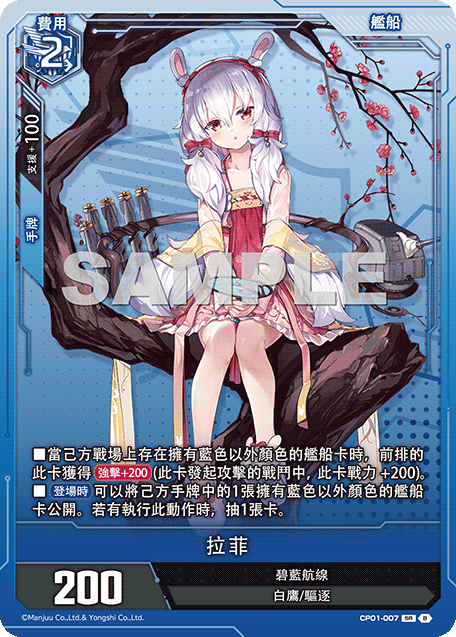 費用
2
艦船
支援+100
手牌
SAMPLE
■當己方戰場上存在擁有藍色以外顏色的艦船卡時，前排的
此卡獲得 強擊+200 (此卡發起攻擊的戰鬥中，此卡戰力 +200)。
■ 登場時 可以將己方手牌中的1張擁有藍色以外顏色的艦船
卡公開。若有執行此動作時，抽1張卡。
拉菲
200
碧藍航線
白鷹/驅逐
©Manjuu Co.,Ltd.& Yongshi Co.,Ltd.
CP01-007 SR B